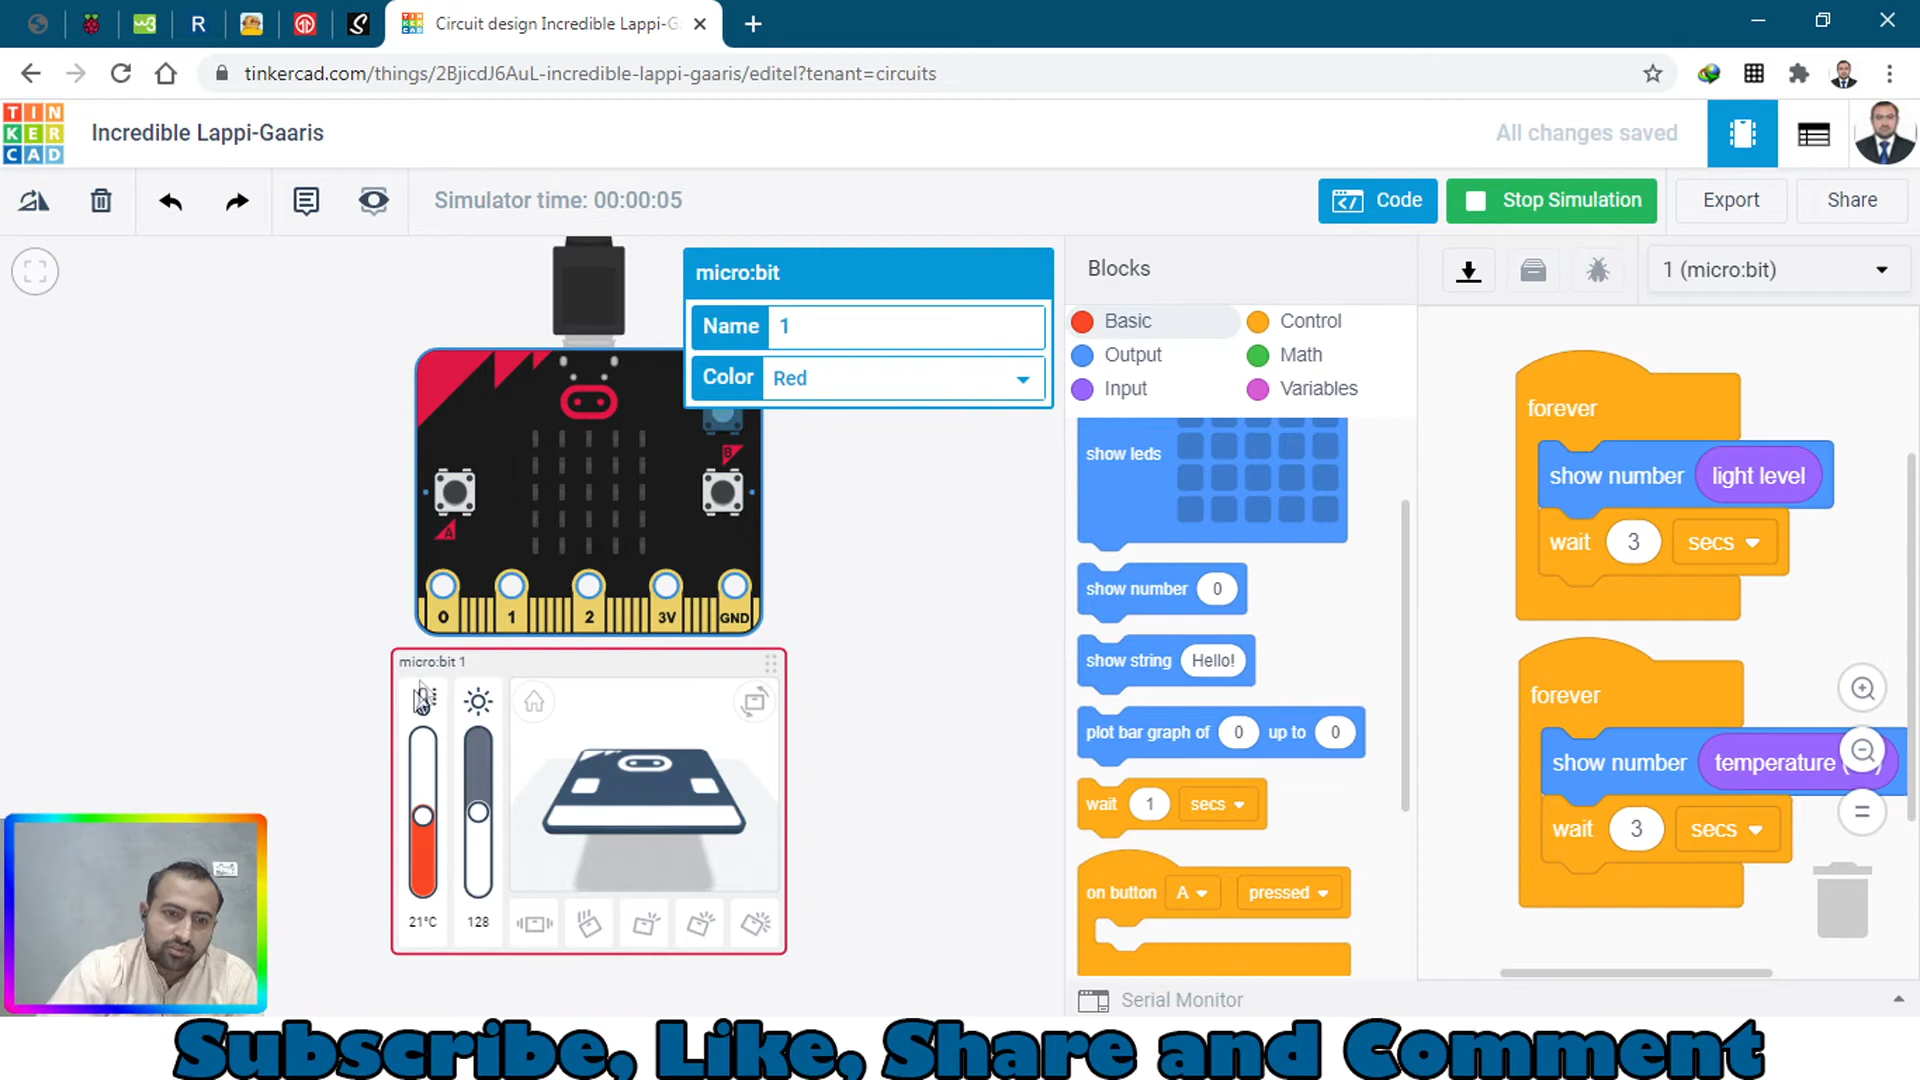 Circuit design Incredible Lappi-G
tinkercad.com/things/2BjicdJ6AuL-incredible-lappi-gaaris/editel?tenant=circuits
TIN
KER
CAD
Incredible Lappi-Gaaris
All changes saved
Simulator time: 00:00:05
Code
Stop Simulation
Export
Share
micro:bit
Name 1
Color Red
B
A
0 1 2 3V GND
micro:bit 1
21°C
128
Blocks
Basic
Control
Output
Math
Input
Variables
show leds
show number 0
show string Hello!
plot bar graph of 0 up to 0
wait 1 secs
on button A pressed
Serial Monitor
1 (micro:bit)
forever
show number light level
wait 3 secs
forever
show number temperature
wait 3 secs
Subscribe, Like, Share and Comment